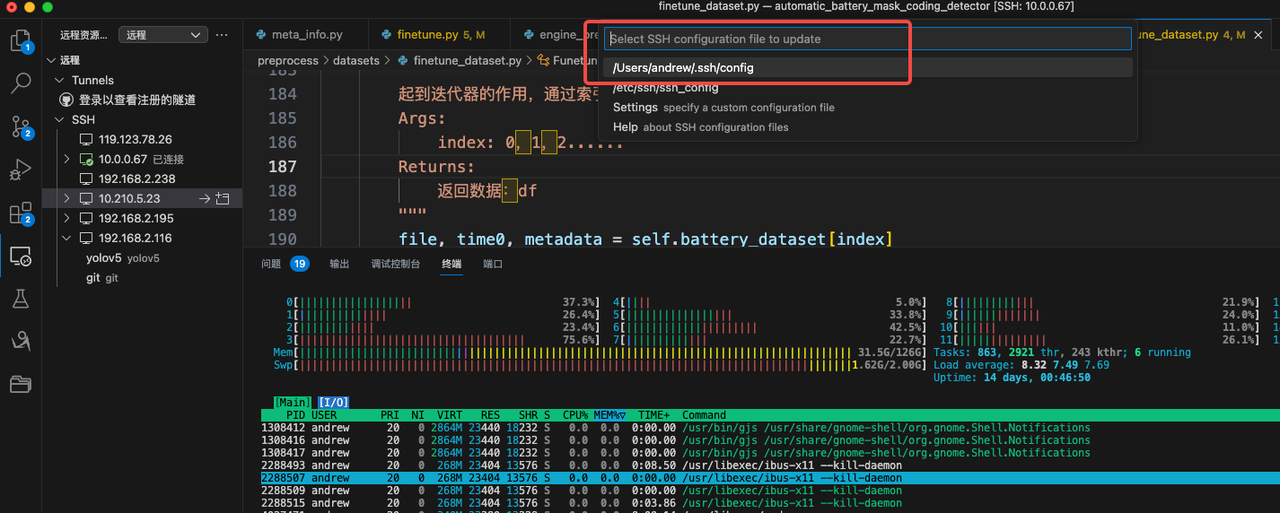 finetune_dataset.py — automatic_battery_mask_coding_detector [SSH: 10.0.0.67]
远程资源... 远程 ···
meta_info.py
finetune.py 5, M
engine_pre
une_dataset.py 4, M
Select SSH configuration file to update
/Users/andrew/.ssh/config
/etc/ssh/ssh_config
Settings specify a custom configuration file
Help about SSH configuration files
1
2
2
远程
Tunnels
登录以查看注册的隧道
SSH
119.123.78.26
10.0.0.67 已连接
192.168.2.238
10.210.5.23
192.168.2.195
192.168.2.116
yolov5 yolov5
git git
preprocess > datasets > finetune_dataset.py > Funetun
183
184 起到迭代器的作用，通过索引
185 Args:
186 index: 0，1，2......
187 Returns:
188 返回数据：df
189 """
190 file, time0, metadata = self.battery_dataset[index]
问题 19 输出 调试控制台 终端 端口
0[ 37.3%] 4[ 5.0%] 8[ 21.9%]
1[ 26.4%] 5[ 33.8%] 9[ 24.0%]
2[ 23.4%] 6[ 42.5%] 10[ 11.0%]
3[ 75.6%] 7[ 22.7%] 11[ 26.1%]
Mem[ 31.5G/126G] Tasks: 863, 2921 thr, 243 kthr; 6 running
Swp[ 1.62G/2.00G] Load average: 8.32 7.49 7.69
Uptime: 14 days, 00:46:50
[Main] [I/O]
PID USER PRI NI VIRT RES SHR S CPU% MEM%▽ TIME+ Command
1308412 andrew 20 0 2864M 23440 18232 S 0.0 0.0 0:00.00 /usr/bin/gjs /usr/share/gnome-shell/org.gnome.Shell.Notifications
1308416 andrew 20 0 2864M 23440 18232 S 0.0 0.0 0:00.00 /usr/bin/gjs /usr/share/gnome-shell/org.gnome.Shell.Notifications
1308417 andrew 20 0 2864M 23440 18232 S 0.0 0.0 0:00.00 /usr/bin/gjs /usr/share/gnome-shell/org.gnome.Shell.Notifications
2288493 andrew 20 0 268M 23404 13576 S 0.0 0.0 0:08.50 /usr/libexec/ibus-x11 --kill-daemon
2288507 andrew 20 0 268M 23404 13576 S 0.0 0.0 0:00.00 /usr/libexec/ibus-x11 --kill-daemon
2288509 andrew 20 0 268M 23404 13576 S 0.0 0.0 0:00.00 /usr/libexec/ibus-x11 --kill-daemon
2288515 andrew 20 0 268M 23404 13576 S 0.0 0.0 0:03.86 /usr/libexec/ibus-x11 --kill-daemon